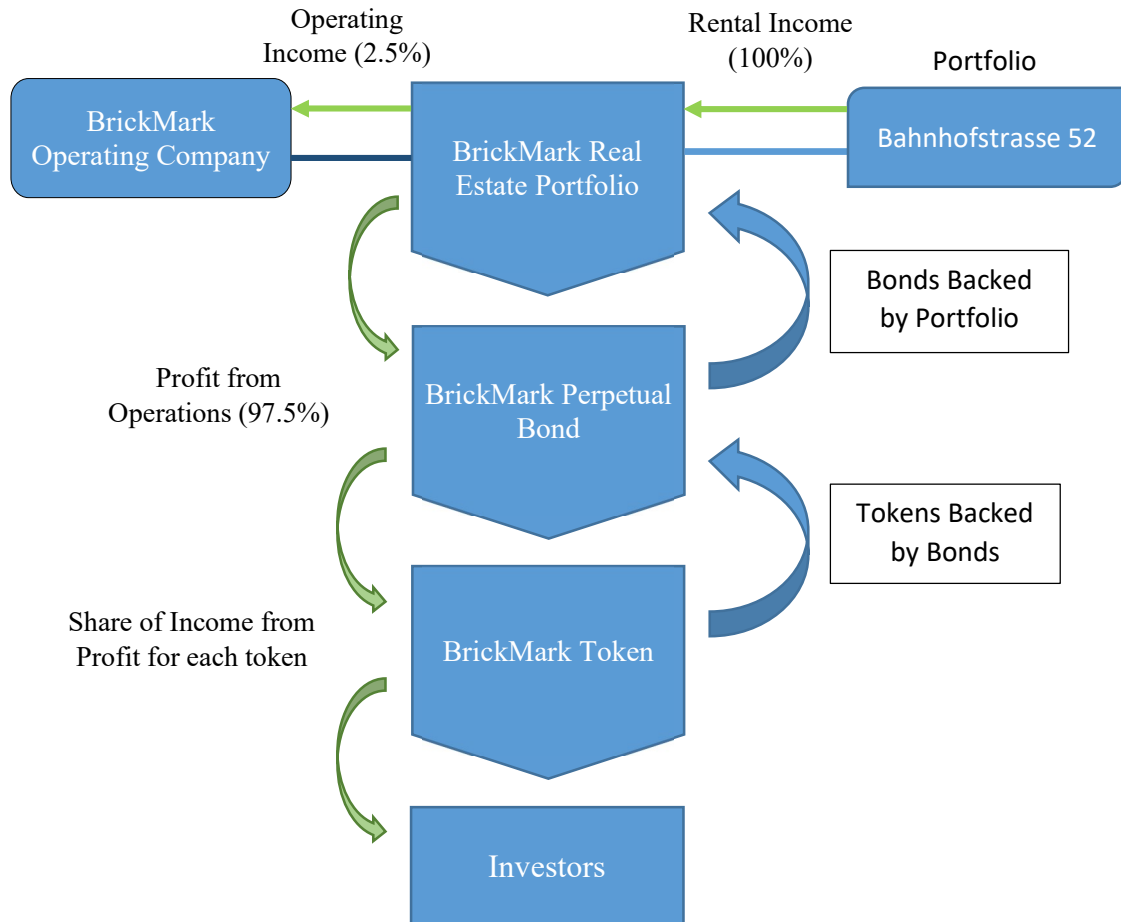 Operating
Income (2.5%)
Rental Income
(100%)
Portfolio
BrickMark
Operating Company
BrickMark Real
Estate Portfolio
Bahnhofstrasse 52
Bonds Backed
by Portfolio
Profit from
Operations (97.5%)
BrickMark Perpetual
Bond
Tokens Backed
by Bonds
Share of Income from
Profit for each token
BrickMark Token
Investors